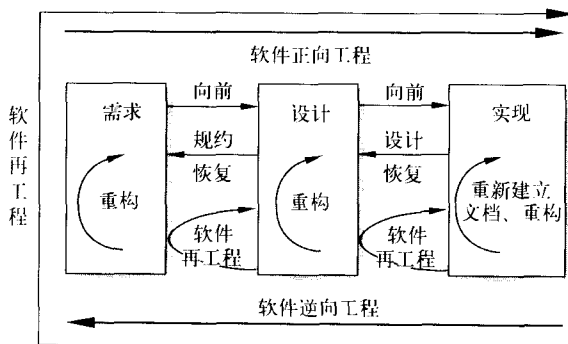 软件正向工程
软件再工程
需求
向前
设计
向前
实现
规约
恢复
设计
恢复
重构
重构
重新建立
文档、重构
软件
再工程
软件
再工程
软件逆向工程